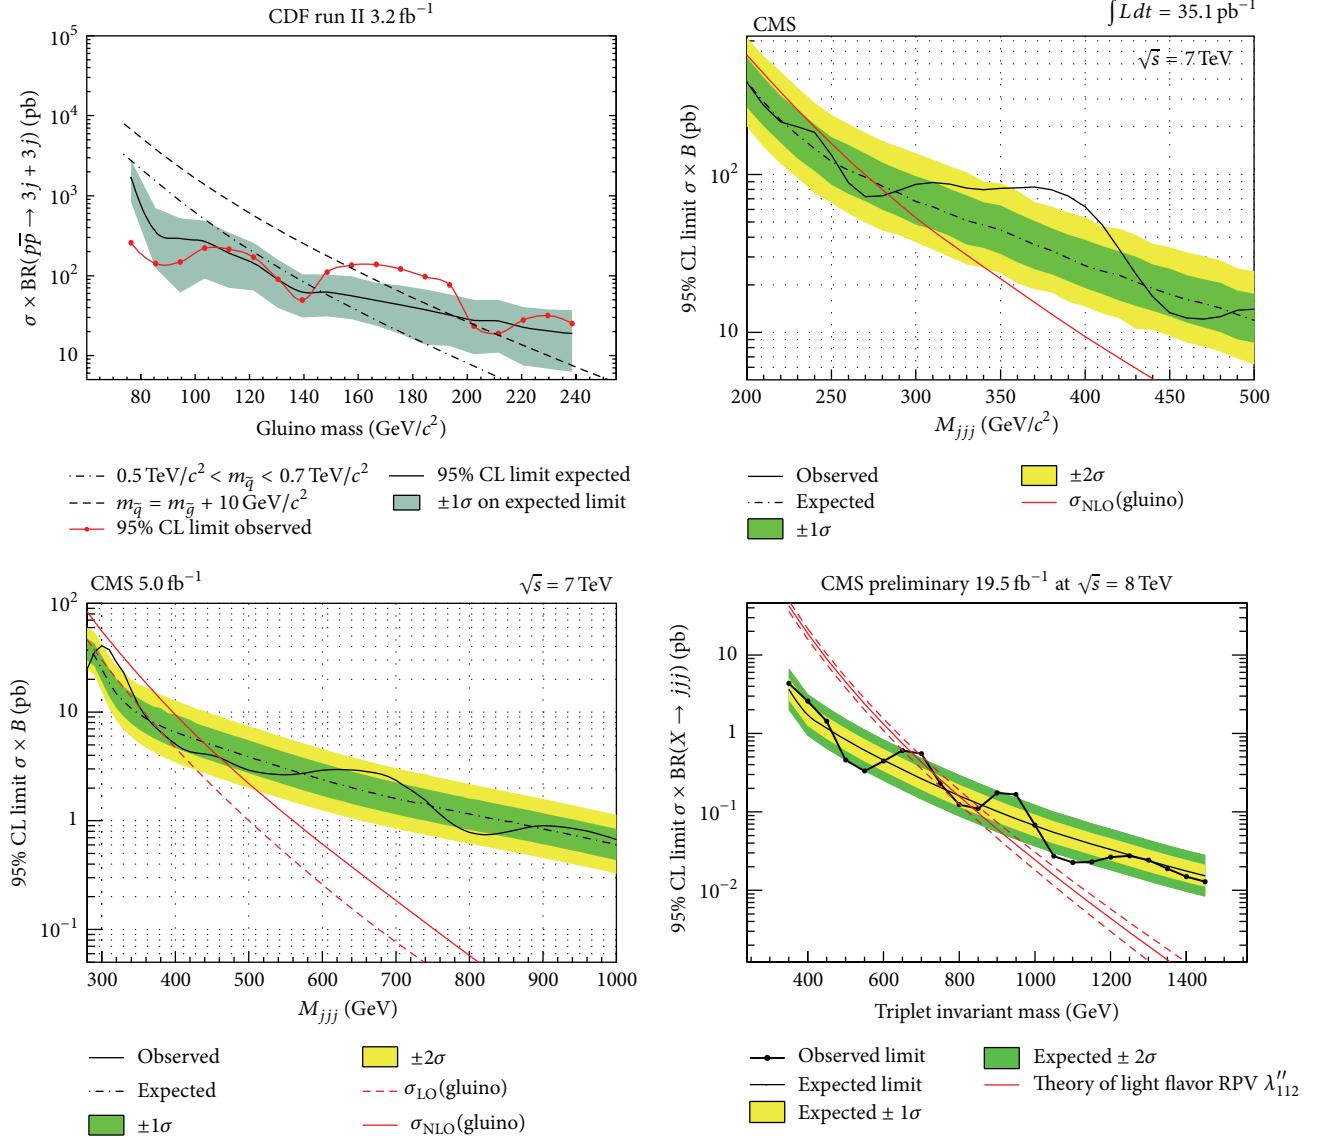 CDF run II 3.2 fb⁻¹
σ × BR(pp̅ → 3j + 3j) (pb)
10⁵
10⁴
10³
10²
10
80 100 120 140 160 180 200 220 240
Gluino mass (GeV/c²)
0.5 TeV/c² < m_q̃ < 0.7 TeV/c²
m_q̃ = m_g̃ + 10 GeV/c²
95% CL limit observed
95% CL limit expected
±1σ on expected limit
CMS
∫Ldt = 35.1 pb⁻¹
√s = 7 TeV
95% CL limit σ × B (pb)
10²
10
200 250 300 350 400 450 500
M_jjj (GeV/c²)
Observed
Expected
±1σ
±2σ
σ_NLO(gluino)
CMS 5.0 fb⁻¹
√s = 7 TeV
95% CL limit σ × B (pb)
10²
10
1
10⁻¹
300 400 500 600 700 800 900 1000
M_jjj (GeV)
Observed
Expected
±1σ
±2σ
σ_LO(gluino)
σ_NLO(gluino)
CMS preliminary 19.5 fb⁻¹ at √s = 8 TeV
95% CL limit σ × BR(X → jjj) (pb)
10
1
10⁻¹
10⁻²
400 600 800 1000 1200 1400
Triplet invariant mass (GeV)
Observed limit
Expected limit
Expected ± 1σ
Expected ± 2σ
Theory of light flavor RPV λ″₁₁₂